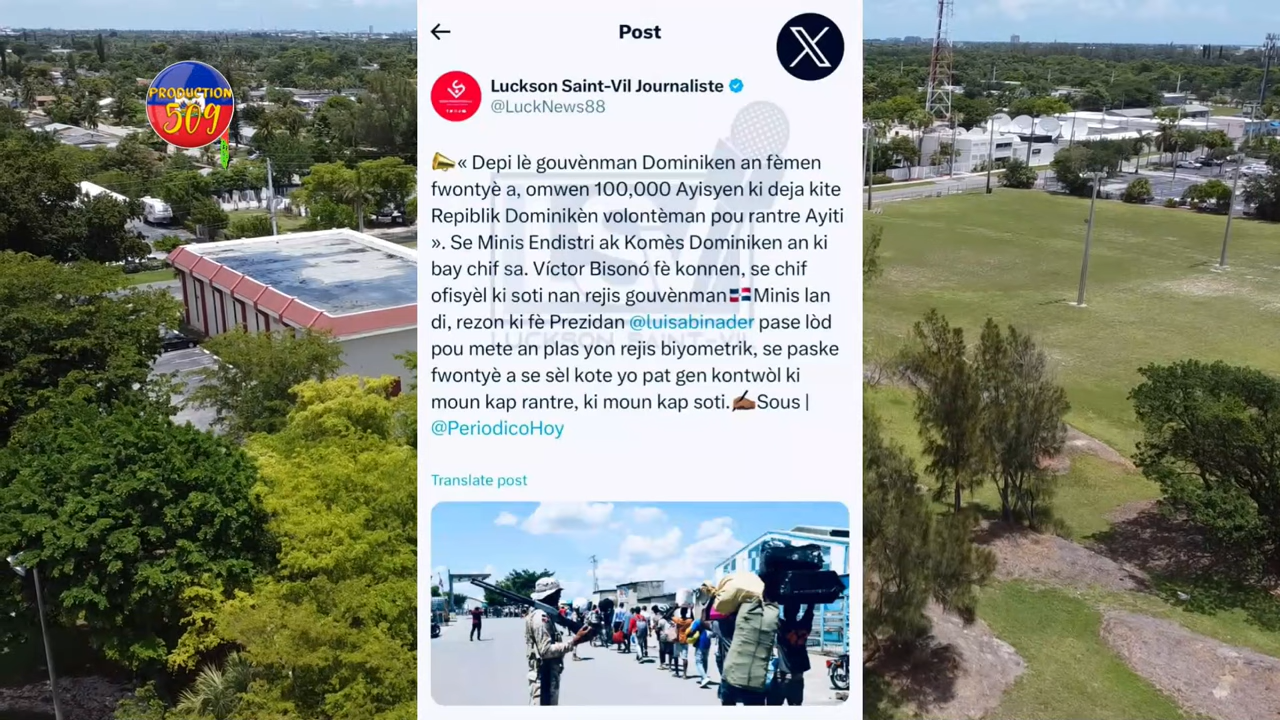 PRODUCTION
509
Post
Luckson Saint-Vil Journaliste
@LuckNews88
« Depi lè gouvènman Dominiken an fèmen
fwontyè a, omwen 100,000 Ayisyen ki deja kite
Repiblik Dominikèn volontèman pou rantre Ayiti
». Se Minis Endistri ak Komès Dominiken an ki
bay chif sa. Víctor Bisonó fè konnen, se chif
ofisyèl ki soti nan rejis gouvènman Minis lan
di, rezon ki fè Prezidan @luisabinader pase lòd
pou mete an plas yon rejis biyometrik, se paske
fwontyè a se sèl kote yo pat gen kontwòl ki
moun kap rantre, ki moun kap soti. Sous |
@PeriodicoHoy
LUCKSON SAINT-VIL
Translate post